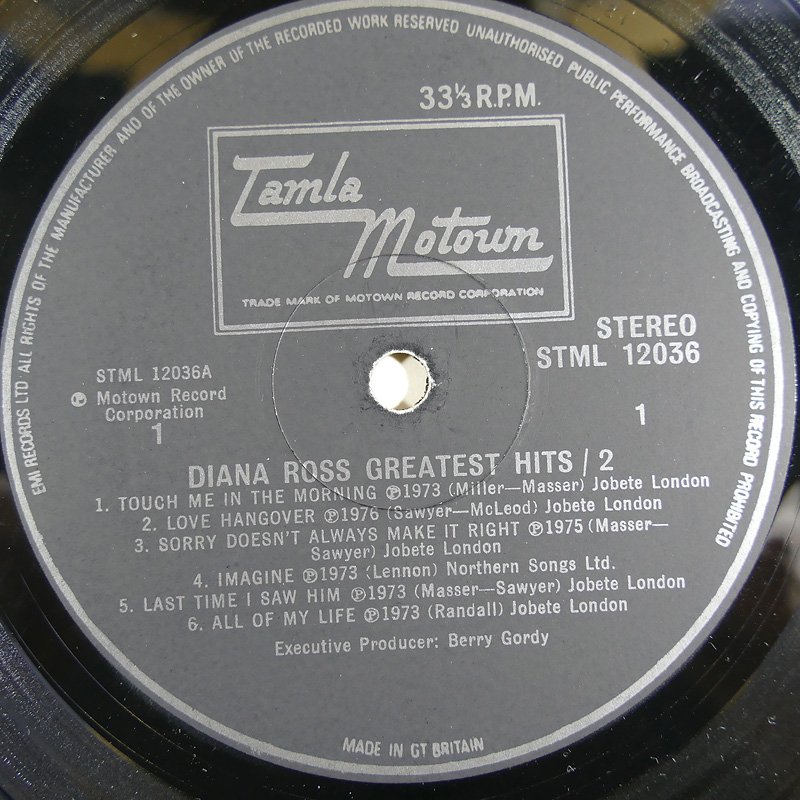 EMI RECORDS LTD ALL RIGHTS OF THE MANUFACTURER AND OF THE OWNER OF THE RECORDED WORK RESERVED UNAUTHORISED PUBLIC PERFORMANCE BROADCASTING AND COPYING OF THIS RECORD PROHIBITED
33⅓ R.P.M.
Tamla
Motown
TRADE MARK OF MOTOWN RECORD CORPORATION
STEREO
STML 12036
STML 12036A
℗ Motown Record
Corporation
1
1
DIANA ROSS GREATEST HITS / 2
1. TOUCH ME IN THE MORNING ℗1973 (Miller—Masser) Jobete London
2. LOVE HANGOVER ℗1976 (Sawyer—McLeod) Jobete London
3. SORRY DOESN'T ALWAYS MAKE IT RIGHT ℗1975 (Masser—
Sawyer) Jobete London
4. IMAGINE ℗1973 (Lennon) Northern Songs Ltd.
5. LAST TIME I SAW HIM ℗1973 (Masser—Sawyer) Jobete London
6. ALL OF MY LIFE ℗1973 (Randall) Jobete London
Executive Producer: Berry Gordy
MADE IN GT BRITAIN